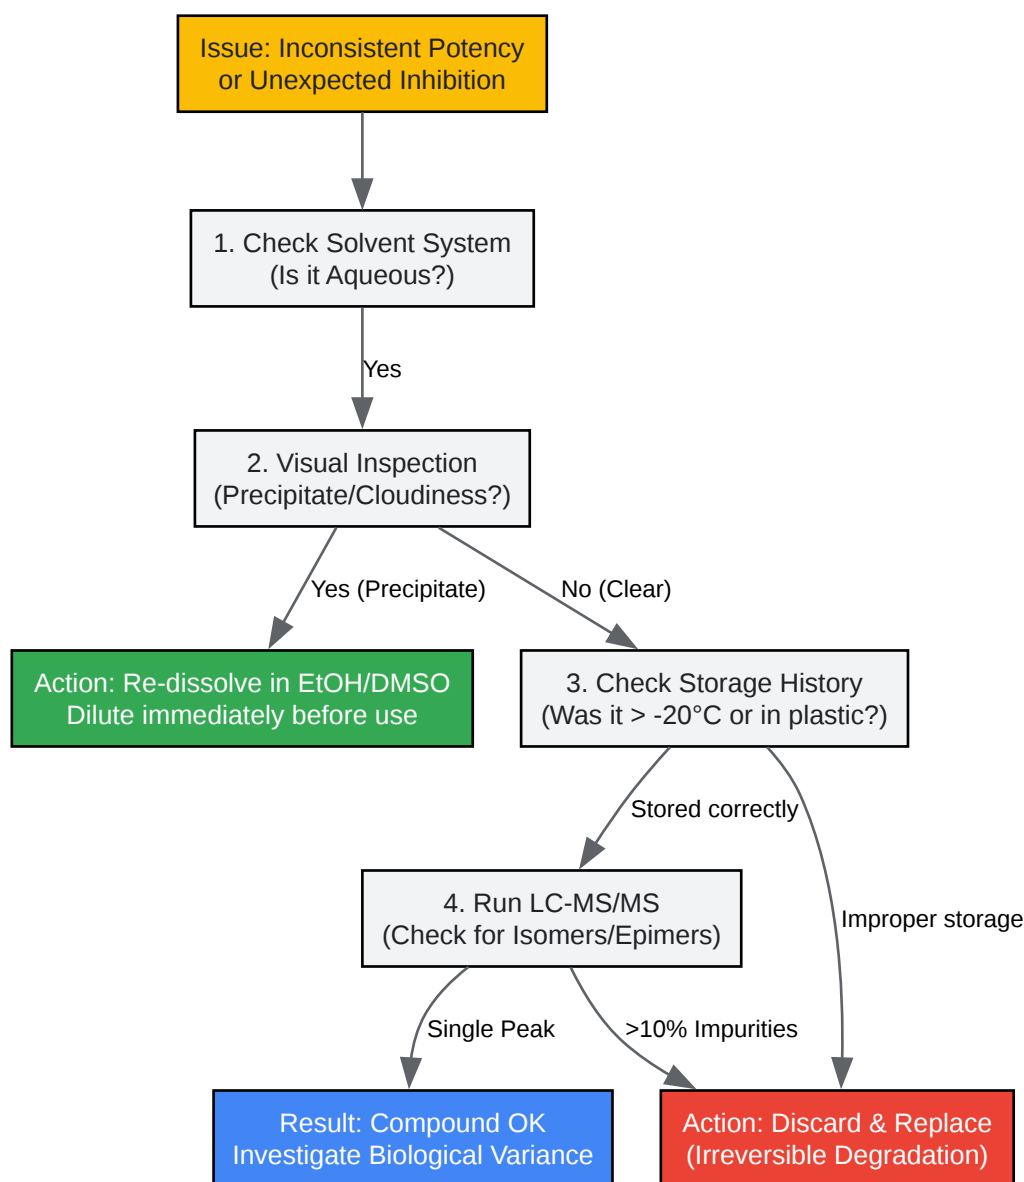 Issue: Inconsistent Potency
or Unexpected Inhibition
1. Check Solvent System
(Is it Aqueous?)
Yes
2. Visual Inspection
(Precipitate/Cloudiness?)
Yes (Precipitate)
No (Clear)
Action: Re-dissolve in EtOH/DMSO
Dilute immediately before use
3. Check Storage History
(Was it > -20°C or in plastic?)
Stored correctly
4. Run LC-MS/MS
(Check for Isomers/Epimers)
Improper storage
Single Peak
>10% Impurities
Result: Compound OK
Investigate Biological Variance
Action: Discard & Replace
(Irreversible Degradation)